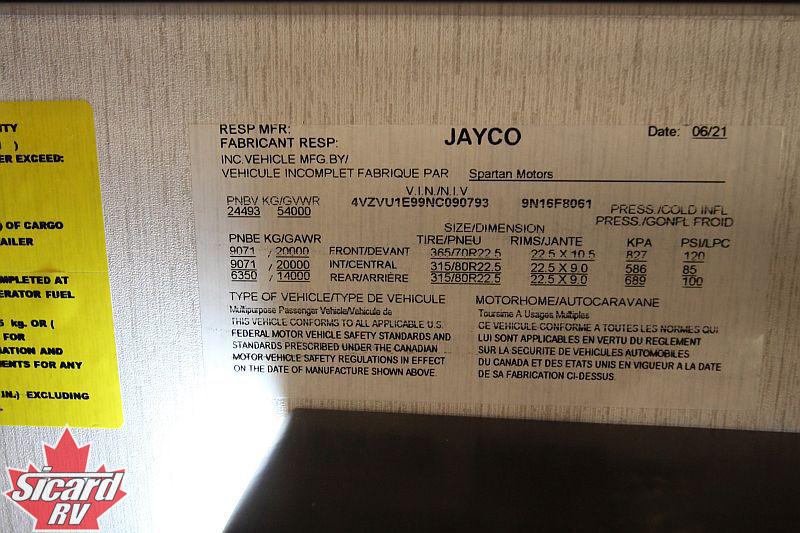 ITY
)
ER EXCEED:
) OF CARGO
AILER
MPLETED AT
ERATOR FUEL
5 kg. OR (
FOR
MATION AND
MENTS FOR ANY
IN.) EXCLUDING
RESP MFR:
FABRICANT RESP: JAYCO Date: 06/21
INC.VEHICLE MFG.BY/
VEHICULE INCOMPLET FABRIQUE PAR Spartan Motors
V.I.N./N.I.V
PNBV KG/GVWR 4VZVU1E99NC090793 9N16F8061 PRESS./COLD INFL
24493 54000 PRESS./GONFL FROID
SIZE/DIMENSION
PNBE KG/GAWR TIRE/PNEU RIMS/JANTE KPA PSI/LPC
9071 / 20000 FRONT/DEVANT 365/70R22.5 22.5 X 10.5 827 120
9071 / 20000 INT/CENTRAL 315/80R22.5 22.5 X 9.0 586 85
6350 / 14000 REAR/ARRIÈRE 315/80R22.5 22.5 X 9.0 689 100
TYPE OF VEHICLE/TYPE DE VEHICULE MOTORHOME/AUTOCARAVANE
Multipurpose Passenger Vehicle/Vehicule de Toursime A Usages Multiples
THIS VEHICLE CONFORMS TO ALL APPLICABLE U.S.
FEDERAL MOTOR VEHICLE SAFETY STANDARDS AND
STANDARDS PRESCRIBED UNDER THE CANADIAN
MOTOR VEHICLE SAFETY REGULATIONS IN EFFECT
ON THE DATE OF MANUFACTURE SHOWN ABOVE.
CE VEHICULE CONFORME A TOUTES LES NORMES QUI
LUI SONT APPLICABLES EN VERTU DU REGLEMENT
SUR LA SECURITE DE VEHICULES AUTOMOBILES
DU CANADA ET DES ETATS UNIS EN VIGUEUR A LA DATE
DE SA FABRICATION CI-DESSUS.
Sicard
RV